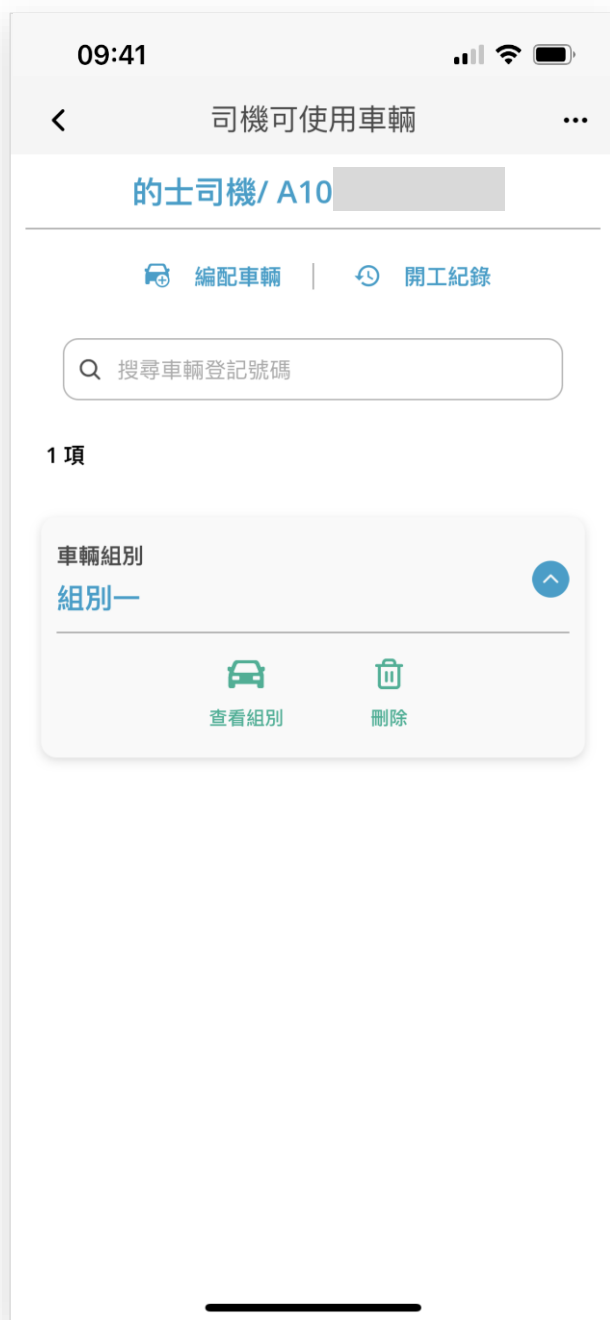 09:41
司機可使用車輛
的士司機/ A10
編配車輛 | 開工紀錄
搜尋車輛登記號碼
1 項
車輛組別
組別一
查看組別 刪除